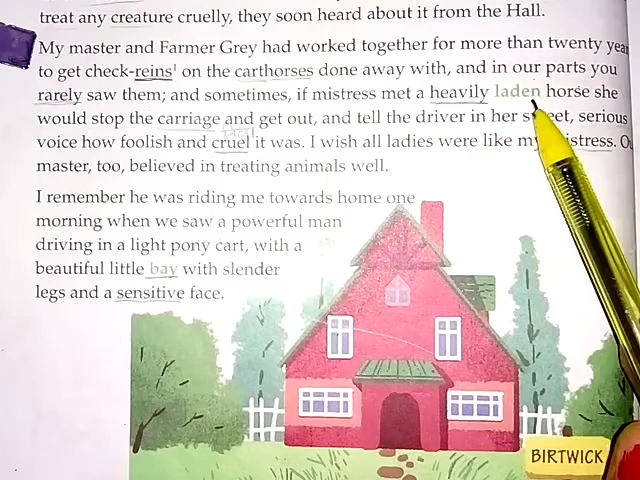 treat any creature cruelly, they soon heard about it from the Hall.
My master and Farmer Grey had worked together for more than twenty year
to get check-reins¹ on the carthorses done away with, and in our parts you
rarely saw them; and sometimes, if mistress met a heavily laden horse she
would stop the carriage and get out, and tell the driver in her sweet, serious
voice how foolish and cruel it was. I wish all ladies were like my mistress.
master, too, believed in treating animals well.
I remember he was riding me towards home one
morning when we saw a powerful man
driving in a light pony cart, with a
beautiful little bay with slender
legs and a sensitive face.
BIRTWICK